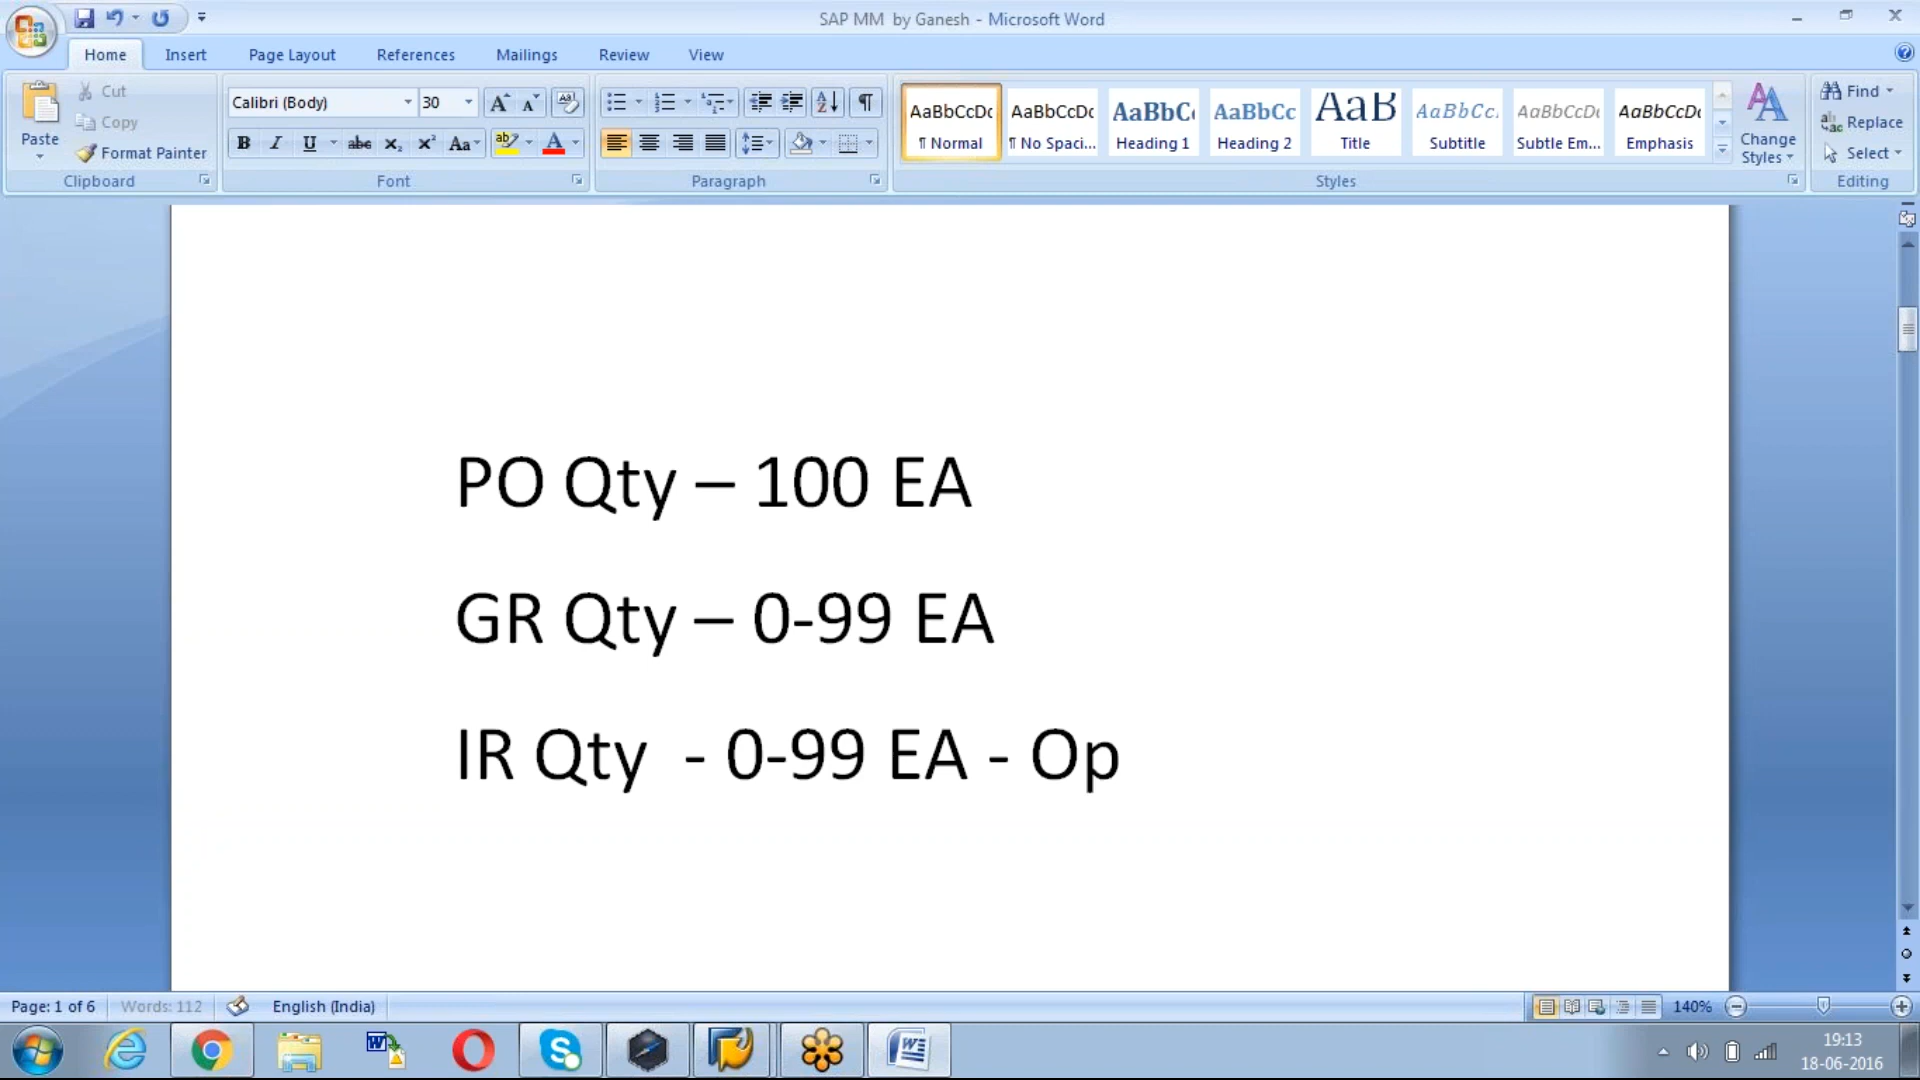 SAP MM by Ganesh - Microsoft Word
Home Insert Page Layout References Mailings Review View
Paste
Cut
Copy
Format Painter
Clipboard
Calibri (Body) 30
Font
Paragraph
AaBbCcDc AaBbCcDc AaBbC AaBbCc AaB AaBbCc. AaBbCcDc AaBbCcDc
¶ Normal ¶ No Spaci... Heading 1 Heading 2 Title Subtitle Subtle Em... Emphasis
Change Styles
Styles
Find
Replace
Select
Editing
PO Qty – 100 EA
GR Qty – 0-99 EA
IR Qty - 0-99 EA - Op
Page: 1 of 6 Words: 112 English (India) 140%
19:13
18-06-2016